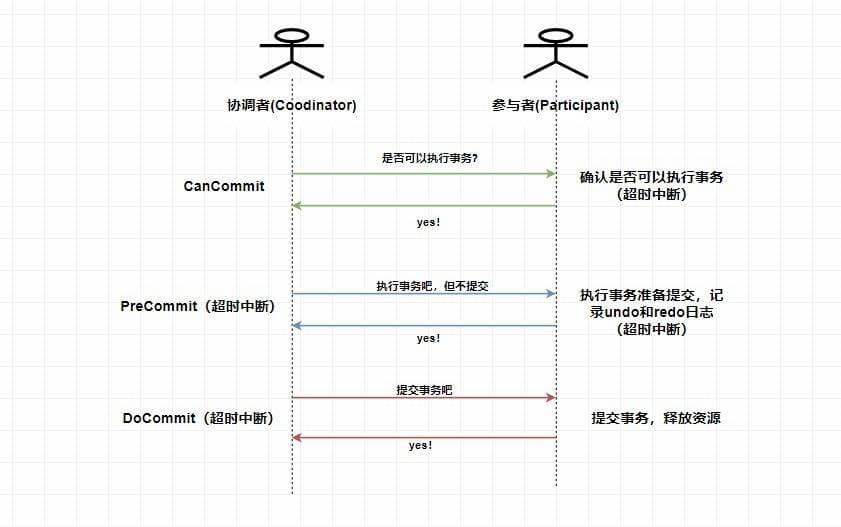 协调者(Coodinator)
参与者(Participant)
是否可以执行事务?
CanCommit
确认是否可以执行事务
（超时中断）
yes!
执行事务吧，但不提交
PreCommit（超时中断）
执行事务准备提交，记
录undo和redo日志
（超时中断）
yes!
提交事务吧
DoCommit（超时中断）
提交事务，释放资源
yes!